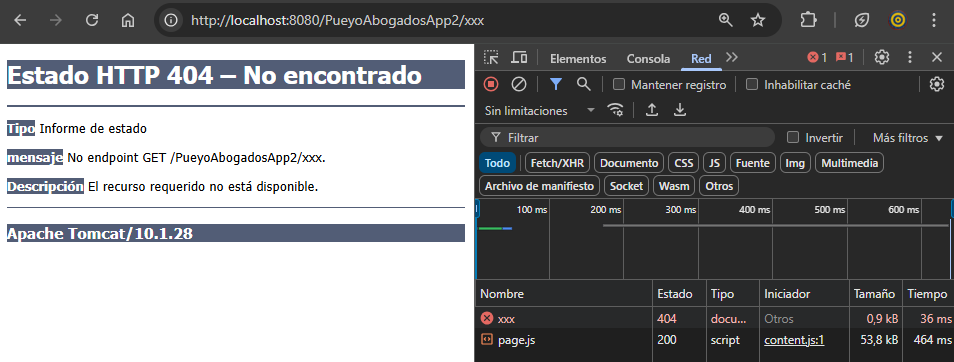 http://localhost:8080/PueyoAbogadosApp2/xxx
Estado HTTP 404 – No encontrado
Tipo Informe de estado
mensaje No endpoint GET /PueyoAbogadosApp2/xxx.
Descripción El recurso requerido no está disponible.
Apache Tomcat/10.1.28
Elementos Consola Red 1 1
Mantener registro Inhabilitar caché
Sin limitaciones
Filtrar Invertir Más filtros
Todo Fetch/XHR Documento CSS JS Fuente Img Multimedia
Archivo de manifiesto Socket Wasm Otros
100 ms 200 ms 300 ms 400 ms 500 ms 600 ms
Nombre Estado Tipo Iniciador Tamaño Tiempo
xxx 404 docu... Otros 0,9 kB 36 ms
page.js 200 script content.js:1 53,8 kB 464 ms